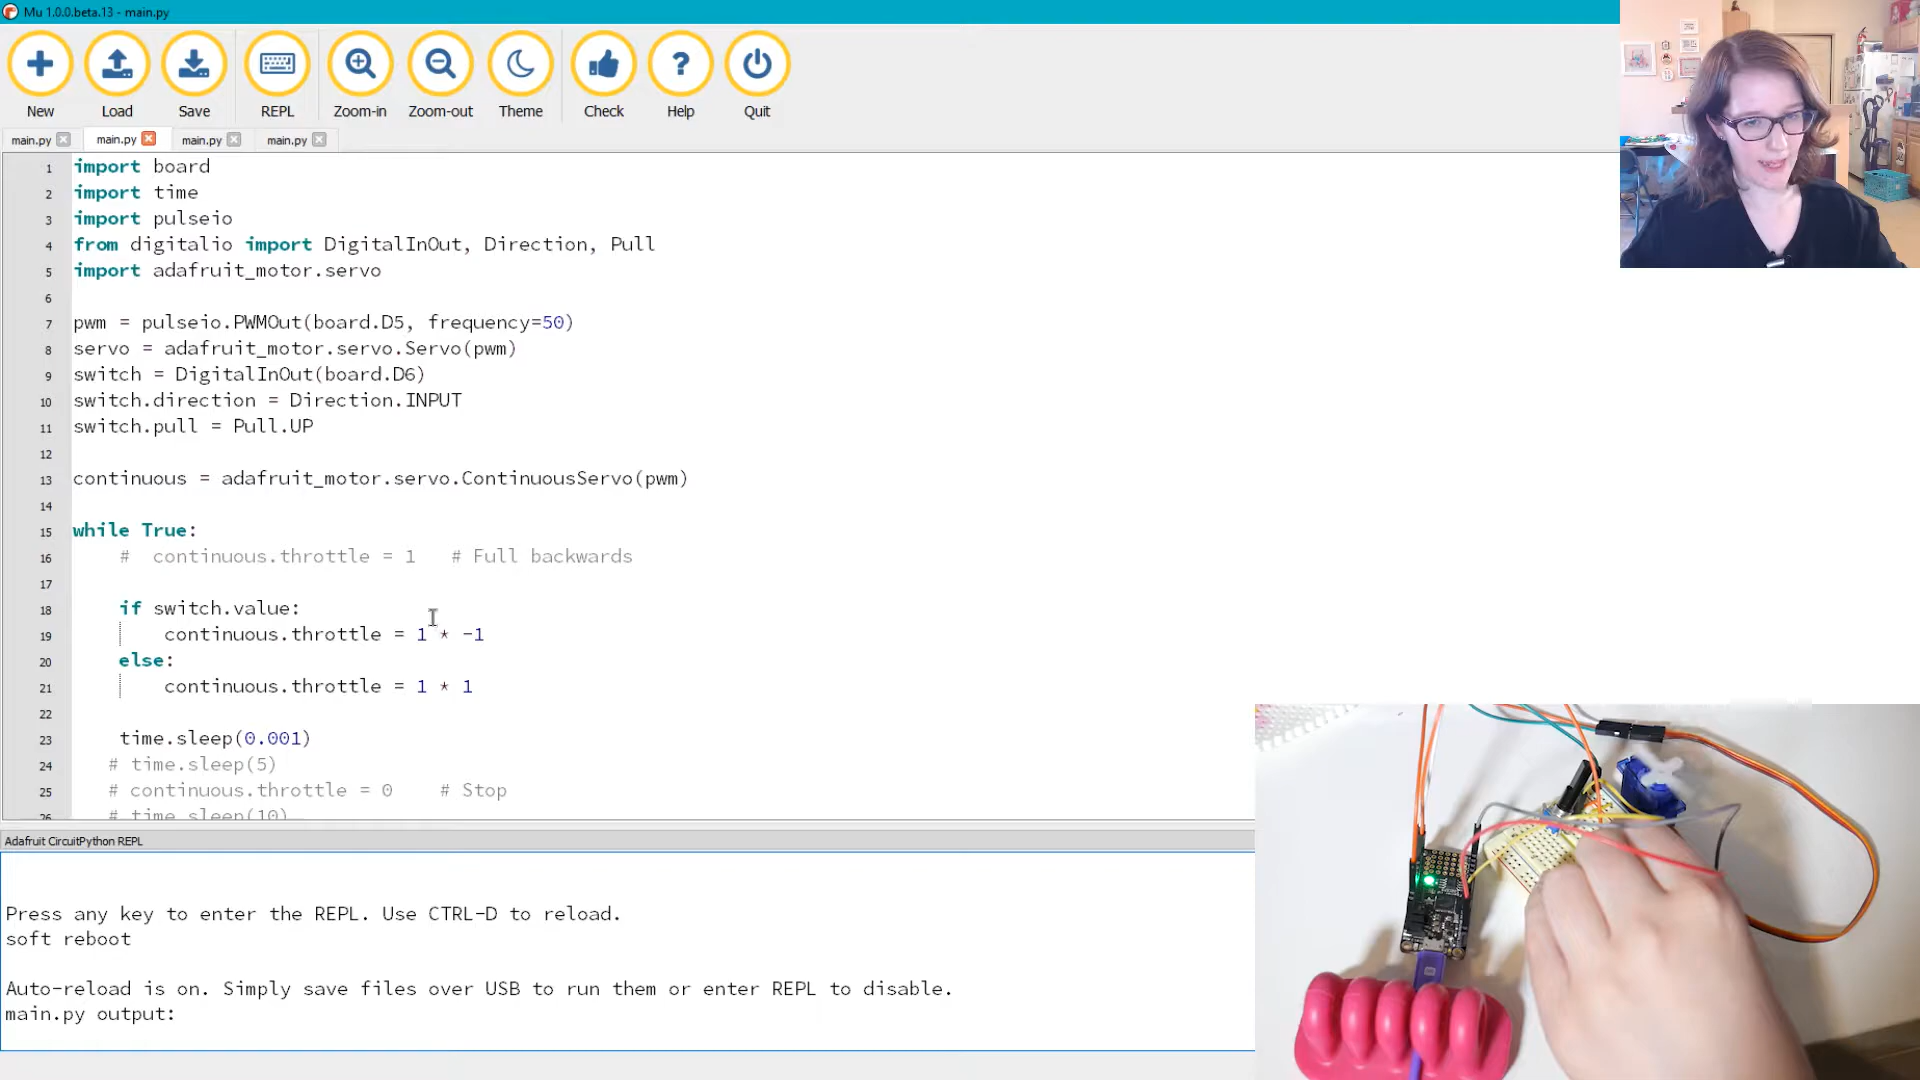 Mu 1.0.0.beta.13 - main.py
New Load Save REPL Zoom-in Zoom-out Theme Check Help Quit
main.py main.py main.py main.py
1 import board
2 import time
3 import pulseio
4 from digitalio import DigitalInOut, Direction, Pull
5 import adafruit_motor.servo
6
7 pwm = pulseio.PWMOut(board.D5, frequency=50)
8 servo = adafruit_motor.servo.Servo(pwm)
9 switch = DigitalInOut(board.D6)
10 switch.direction = Direction.INPUT
11 switch.pull = Pull.UP
12
13 continuous = adafruit_motor.servo.ContinuousServo(pwm)
14
15 while True:
16 # continuous.throttle = 1 # Full backwards
17
18 if switch.value:
19 continuous.throttle = 1 * -1
20 else:
21 continuous.throttle = 1 * 1
22
23 time.sleep(0.001)
24 # time.sleep(5)
25 # continuous.throttle = 0 # Stop
26 # time.sleep(10)
Adafruit CircuitPython REPL
Press any key to enter the REPL. Use CTRL-D to reload.
soft reboot
Auto-reload is on. Simply save files over USB to run them or enter REPL to disable.
main.py output: